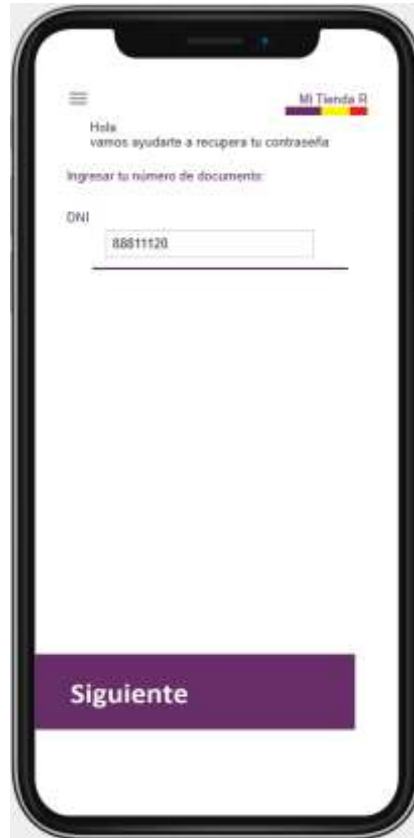 Mi Tienda R
Hola
vamos ayudarte a recupera tu contraseña
Ingresar tu número de documento:
DNI
88811120
Siguiente